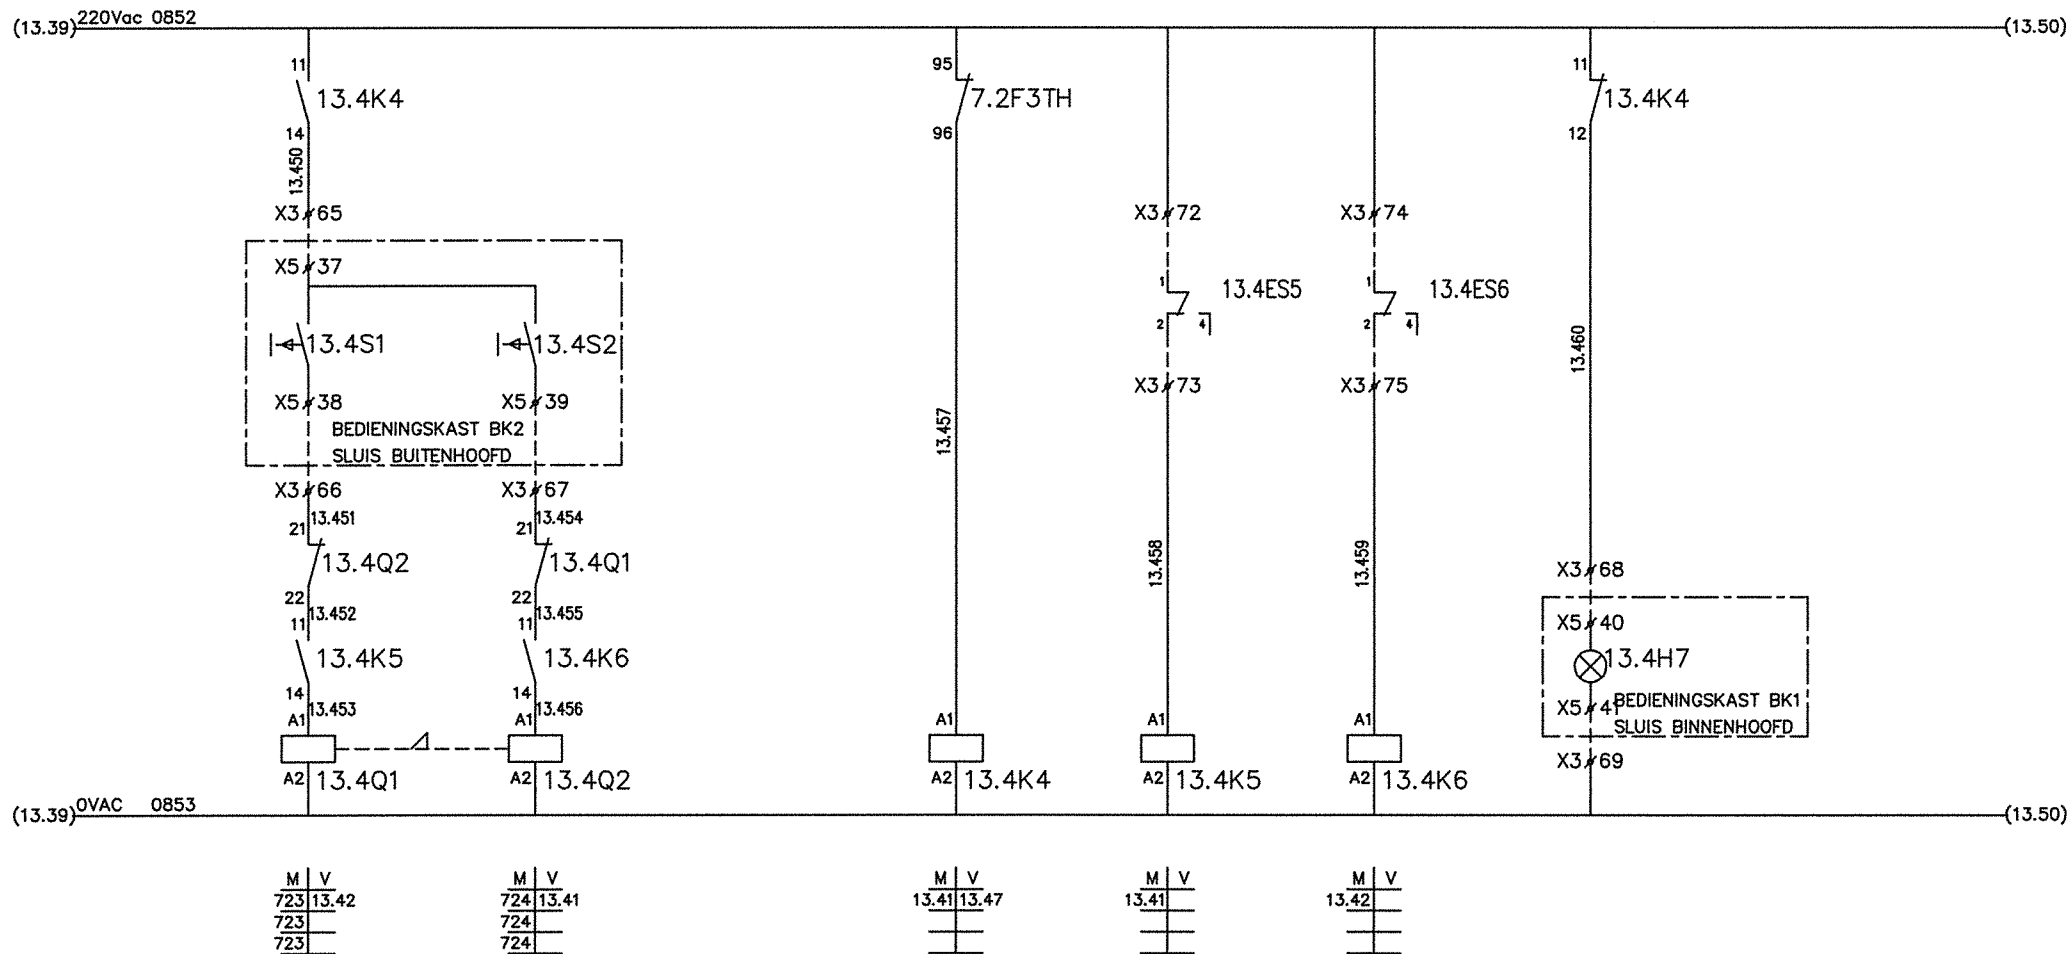 (13.39) 220Vac 0852 (13.50)
11 95 11
13.4K4 7.2F3TH 13.4K4
14 96 12
13.450 
X3 65 X3 72 X3 74
X5 37
1 13.4ES5 1 13.4ES6
2 4 2 4
13.4S1 13.4S2
13.460
X3 73 X3 75
X5 38 X5 39
BEDIENINGSKAST BK2
SLUIS BUITENHOOFD
13.457
X3 66 X3 67
13.451 13.454
21 21
13.4Q2 13.4Q1
13.458 13.459
X3 68
22 22
13.452 13.455
11 11
X5 40
13.4K5 13.4K6 13.4H7
14 14
13.453 13.456
BEDIENINGSKAST BK1
X5 41
A1 A1 A1 A1 A1
SLUIS BINNENHOOFD
X3 69
A2 13.4Q1 A2 13.4Q2 A2 13.4K4 A2 13.4K5 A2 13.4K6
(13.39) 0VAC 0853 (13.50)
M V M V M V M V M V
723 13.42 724 13.41 13.41 13.47 13.41 13.42
723 724
723 724